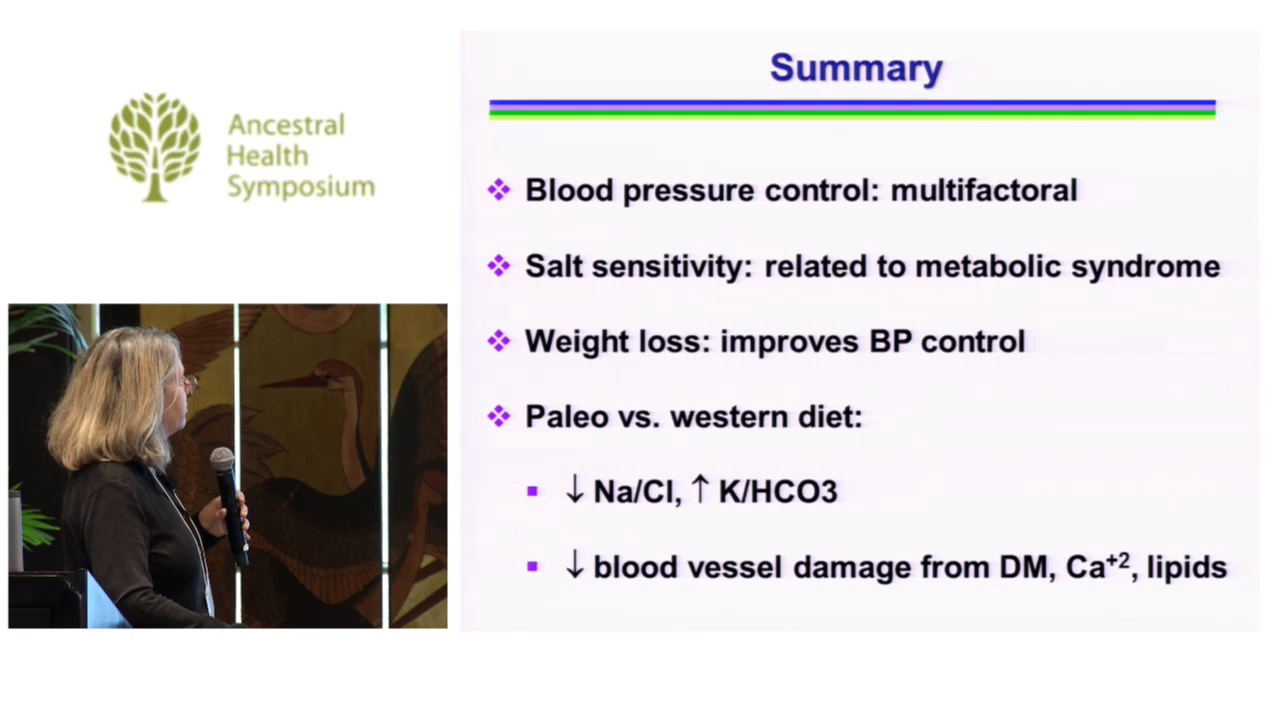 Ancestral
Health
Symposium
Summary
❖ Blood pressure control: multifactoral
❖ Salt sensitivity: related to metabolic syndrome
❖ Weight loss: improves BP control
❖ Paleo vs. western diet:
▪ ↓ Na/Cl, ↑ K/HCO3
▪ ↓ blood vessel damage from DM, Ca⁺², lipids